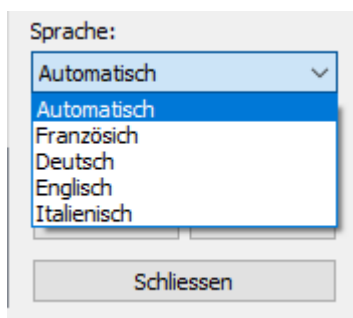 Sprache:
Automatisch
Automatisch
Französich
Deutsch
Englisch
Italienisch
Schliessen